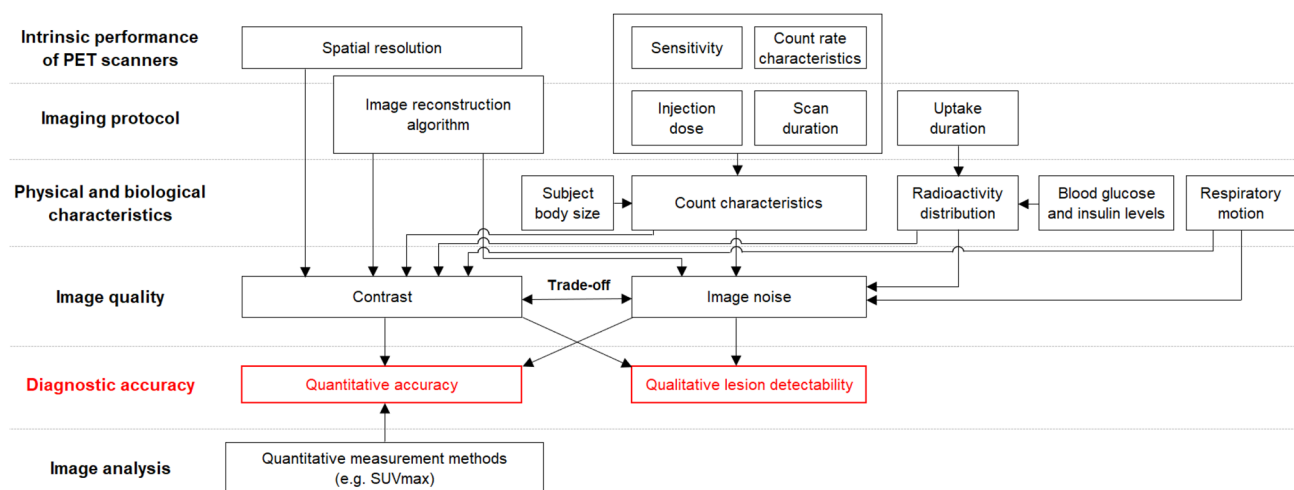 Intrinsic performance
of PET scanners
Spatial resolution
Sensitivity
Count rate
characteristics
Imaging protocol
Image reconstruction
algorithm
Injection
dose
Scan
duration
Uptake
duration
Physical and biological
characteristics
Subject
body size
Count characteristics
Radioactivity
distribution
Blood glucose
and insulin levels
Respiratory
motion
Image quality
Contrast
Trade-off
Image noise
Diagnostic accuracy
Quantitative accuracy
Qualitative lesion detectability
Image analysis
Quantitative measurement methods
(e.g. SUVmax)